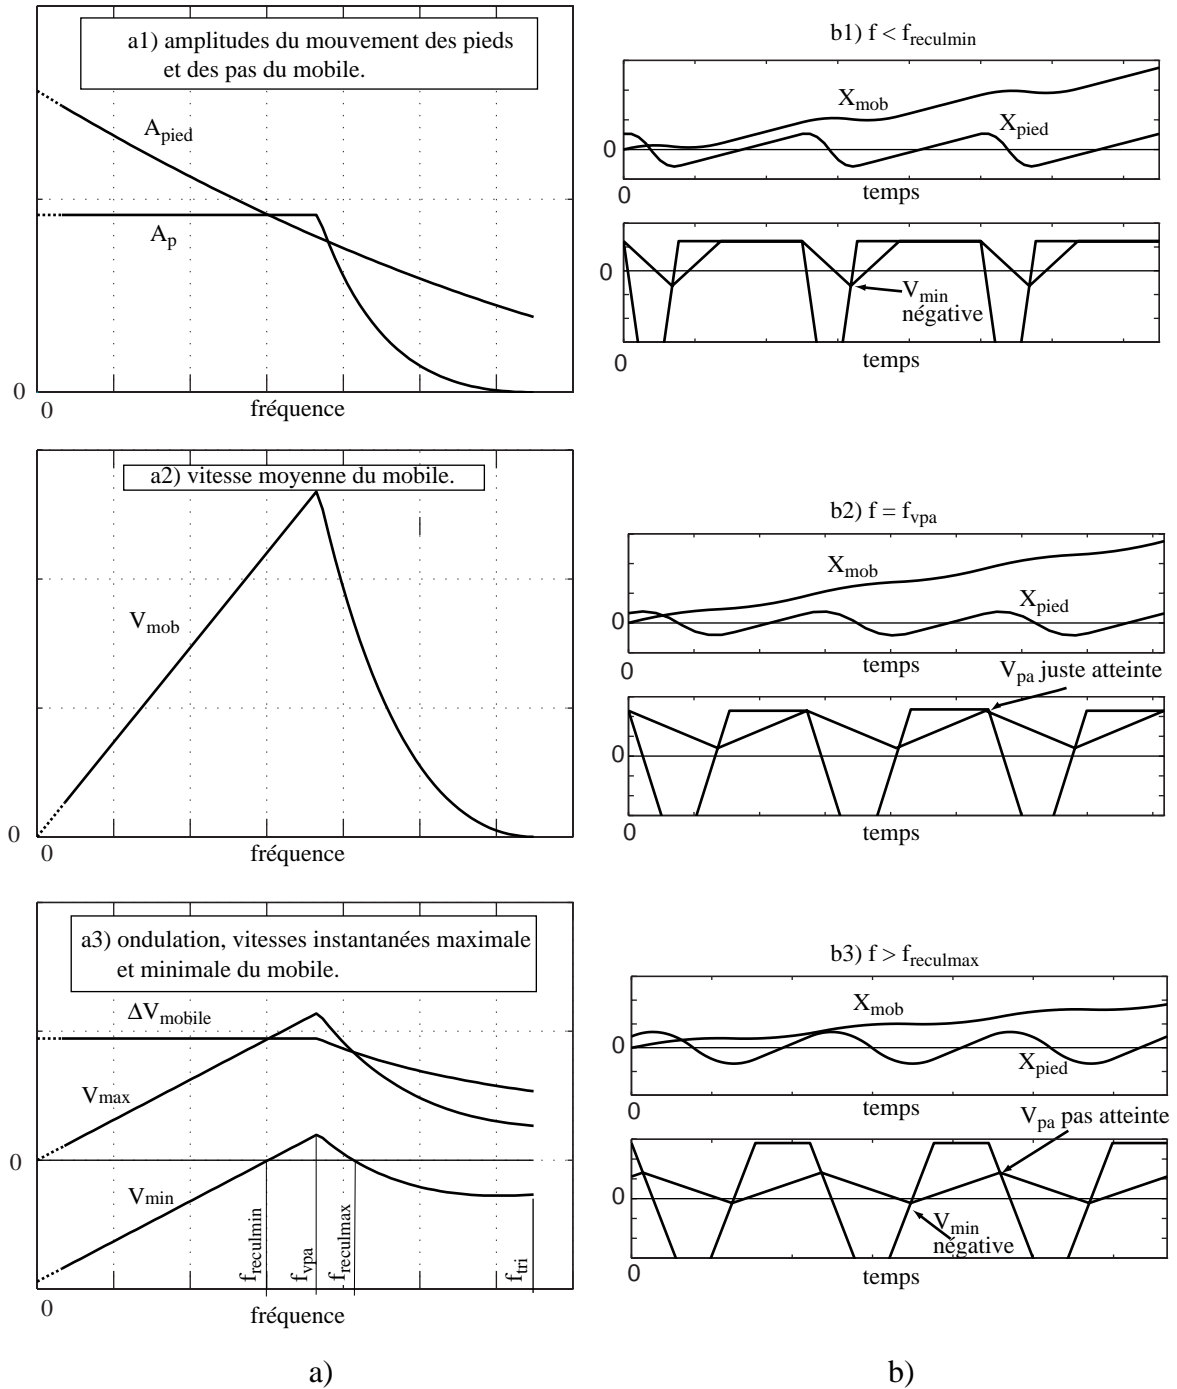 a1) amplitudes du mouvement des pieds
et des pas du mobile.
A_pied
A_p
0
0
fréquence
a2) vitesse moyenne du mobile.
V_mob
0
0
fréquence
a3) ondulation, vitesses instantanées maximale
et minimale du mobile.
ΔV_mobile
V_max
0
V_min
f_reculmin
f_vpa
f_reculmax
f_tri
0
fréquence
a)
b1) f < f_reculmin
X_mob
X_pied
0
0
temps
0
V_min
négative
0
temps
b2) f = f_vpa
X_mob
X_pied
0
0
temps
V_pa juste atteinte
0
0
temps
b3) f > f_reculmax
X_mob
0
X_pied
0
temps
V_pa pas atteinte
0
V_min
négative
0
temps
b)